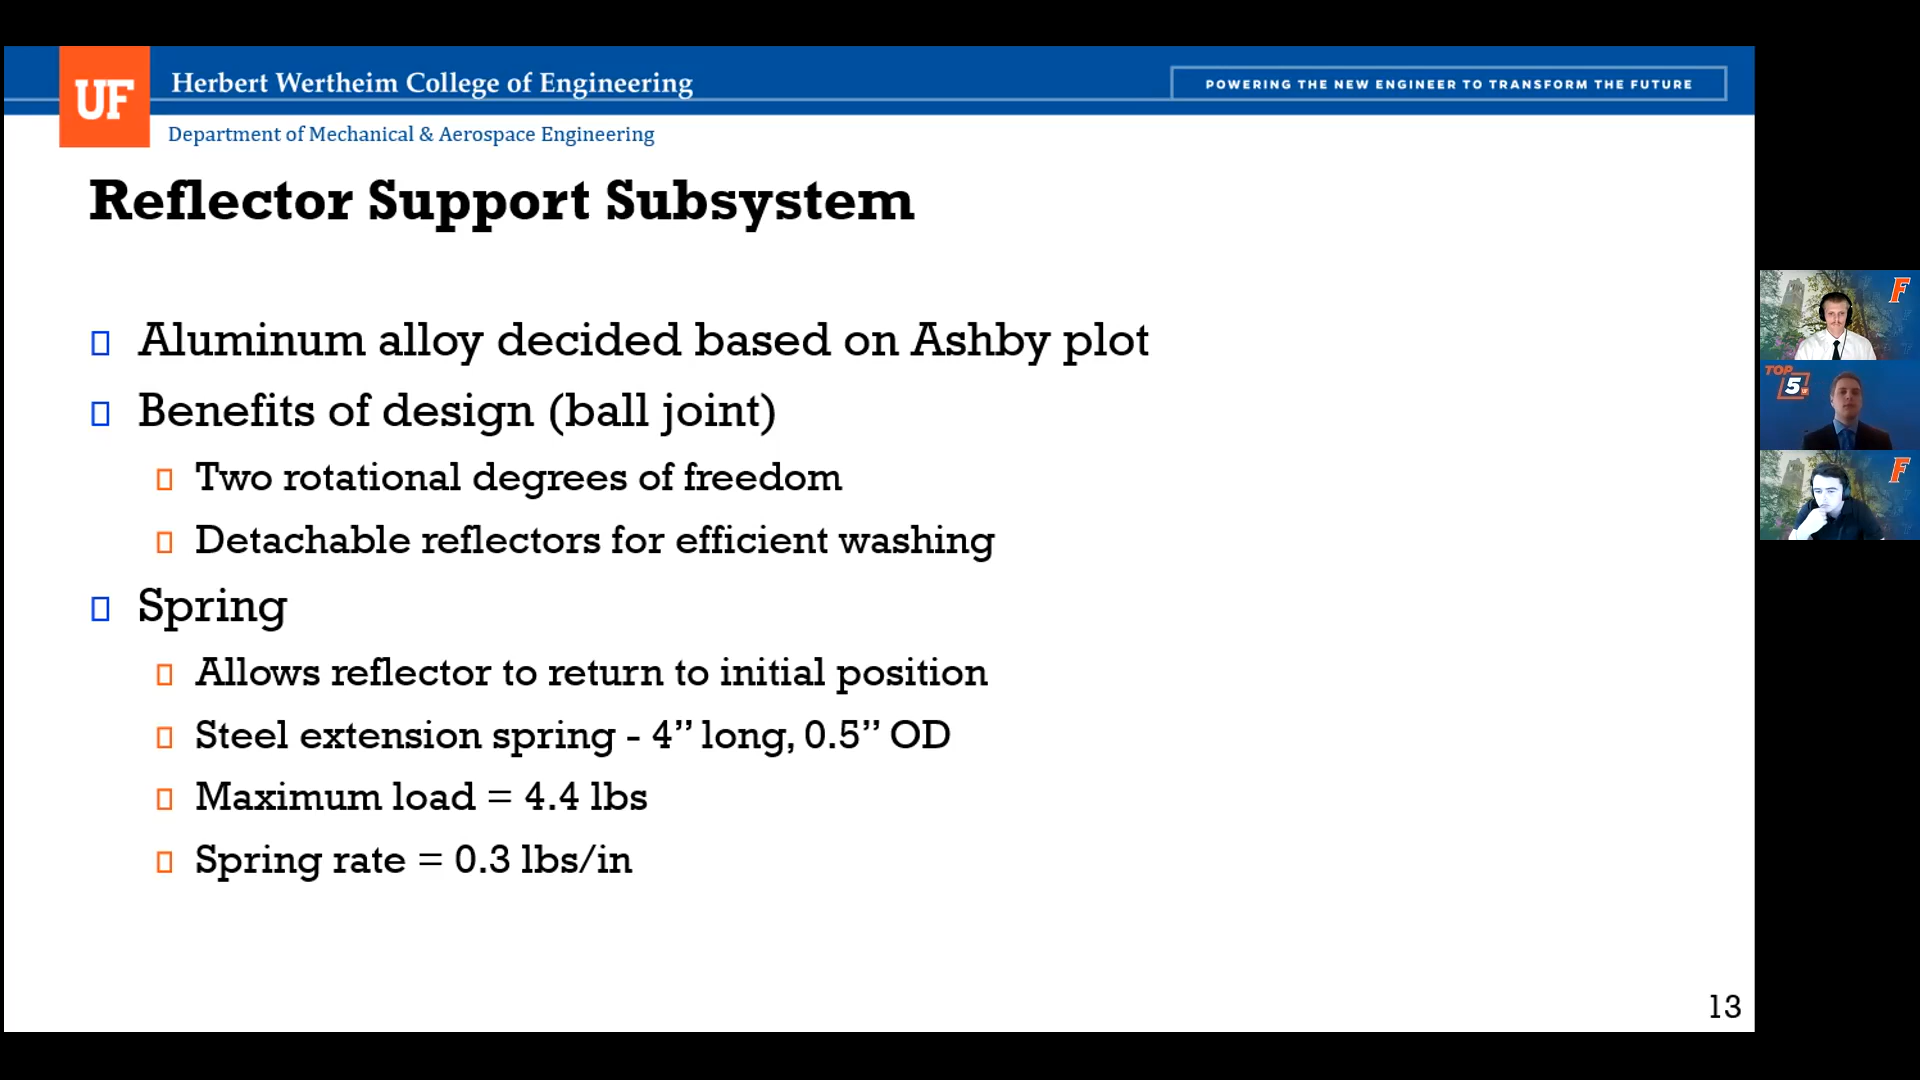 UF
Herbert Wertheim College of Engineering
POWERING THE NEW ENGINEER TO TRANSFORM THE FUTURE
Department of Mechanical & Aerospace Engineering
Reflector Support Subsystem
Aluminum alloy decided based on Ashby plot
Benefits of design (ball joint)
Two rotational degrees of freedom
Detachable reflectors for efficient washing
Spring
Allows reflector to return to initial position
Steel extension spring - 4” long, 0.5” OD
Maximum load = 4.4 lbs
Spring rate = 0.3 lbs/in
13
F
TOP
5
F